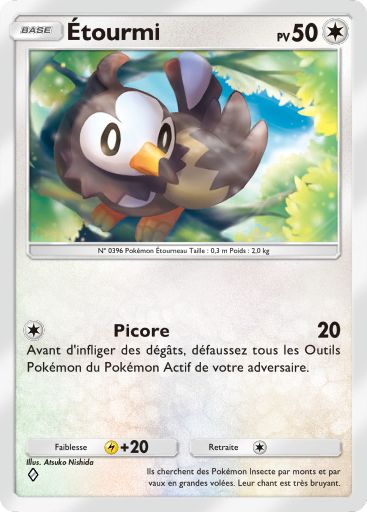 BASE
Étourmi
PV 50
N° 0396 Pokémon Étourneau Taille : 0,3 m Poids : 2,0 kg
Picore 20
Avant d'infliger des dégâts, défaussez tous les Outils
Pokémon du Pokémon Actif de votre adversaire.
Faiblesse +20
Retraite
Illus. Atsuko Nishida
Ils cherchent des Pokémon Insecte par monts et par
vaux en grandes volées. Leur chant est très bruyant.